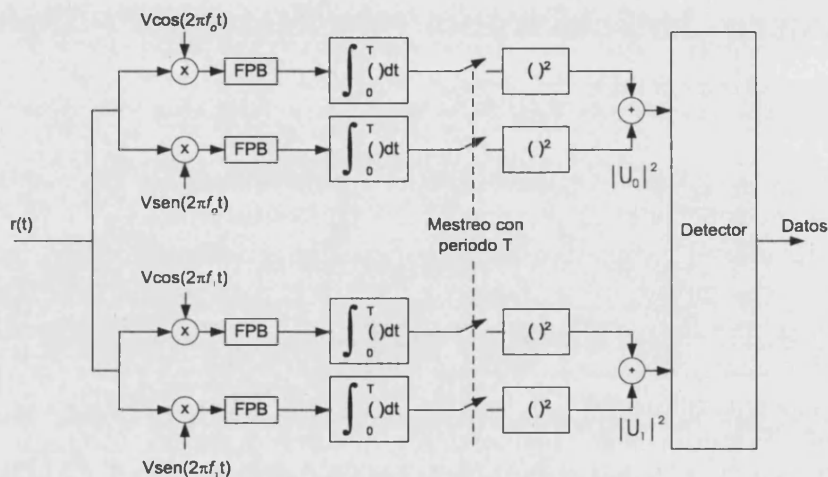 Vcos(2πf₀t)
X
FPB
∫₀ᵀ ( )dt
( )²
X
FPB
∫₀ᵀ ( )dt
( )²
+
|U₀|²
Vsen(2πf₀t)
r(t)
Mestreo con
periodo T
Detector
Datos
Vcos(2πf₁t)
X
FPB
∫₀ᵀ ( )dt
( )²
X
FPB
∫₀ᵀ ( )dt
( )²
+
|U₁|²
Vsen(2πf₁t)